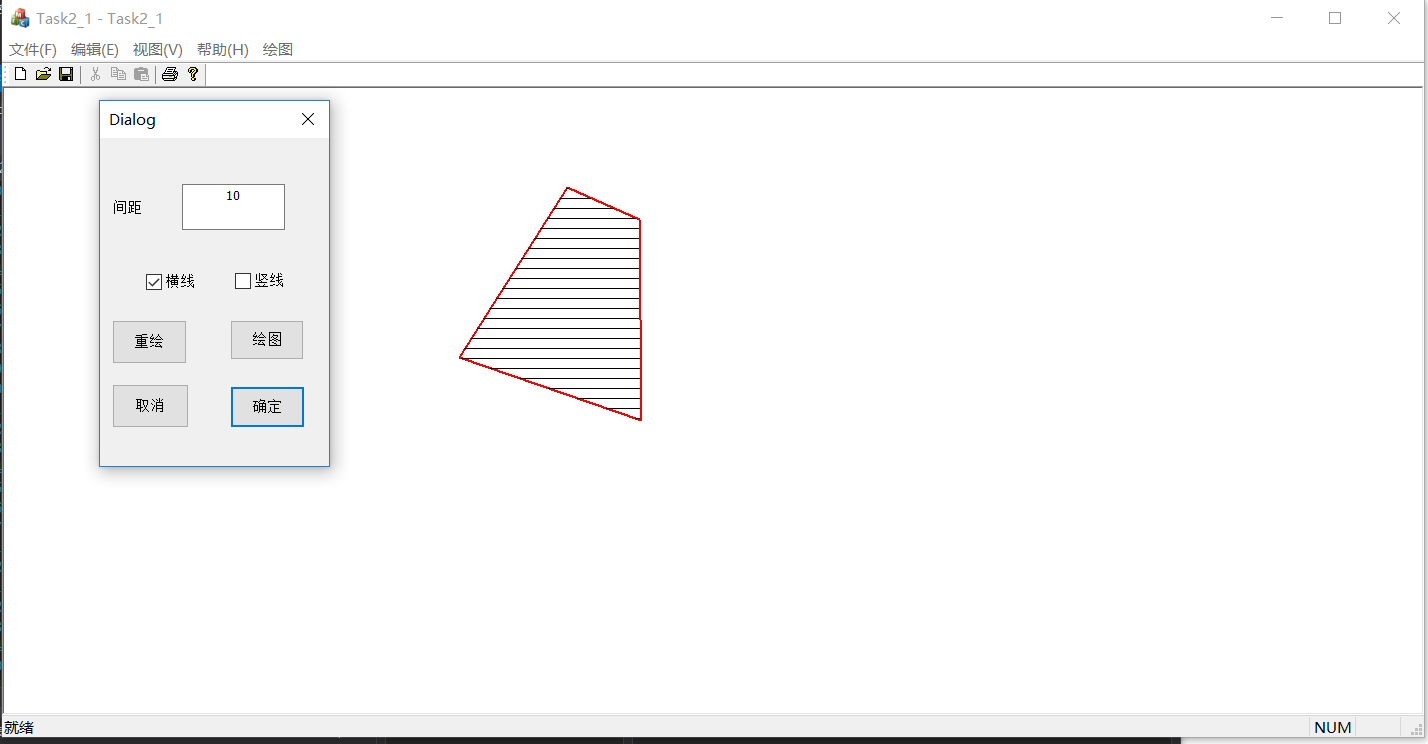 Task2_1 - Task2_1
文件(F) 编辑(E) 视图(V) 帮助(H) 绘图
Dialog
间距 10
横线 竖线
重绘 绘图
取消 确定
就绪 NUM